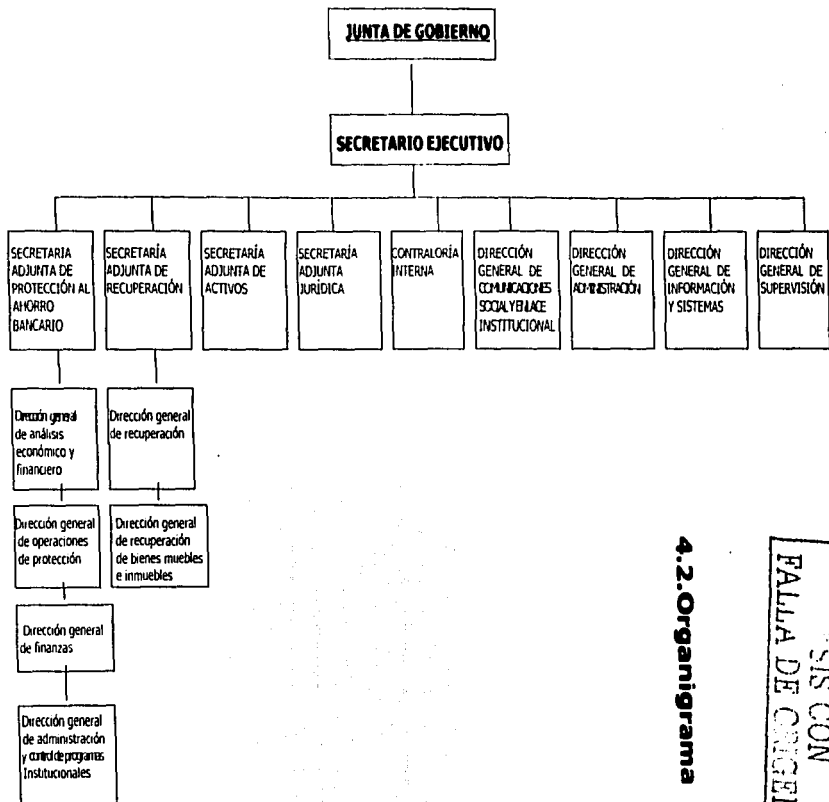 JUNTA DE GOBIERNO
SECRETARIO EJECUTIVO
SECRETARIA
ADJUNTA DE
PROTECCIÓN AL
AHORRO
BANCARIO
SECRETARÍA
ADJUNTA DE
RECUPERACIÓN
SECRETARÍA
ADJUNTA DE
ACTIVOS
SECRETARÍA
ADJUNTA
JURÍDICA
CONTRALORÍA
INTERNA
DIRECCIÓN
GENERAL DE
COMUNICACIONES
SOCIAL Y ENLACE
INSTITUCIONAL
DIRECCIÓN
GENERAL DE
ADMINISTRACIÓN
DIRECCIÓN
GENERAL DE
INFORMACIÓN
Y SISTEMAS
DIRECCIÓN
GENERAL DE
SUPERVISIÓN
Dirección general
de análisis
económico y
financiero
Dirección general
de recuperación
Dirección general
de operaciones
de protección
Dirección general
de recuperación
de bienes muebles
e inmuebles
Dirección general
de finanzas
Dirección general
de administración
y control de programas
Institucionales
4.2.Organigrama
SIS CON
FALLA DE ORIGEN